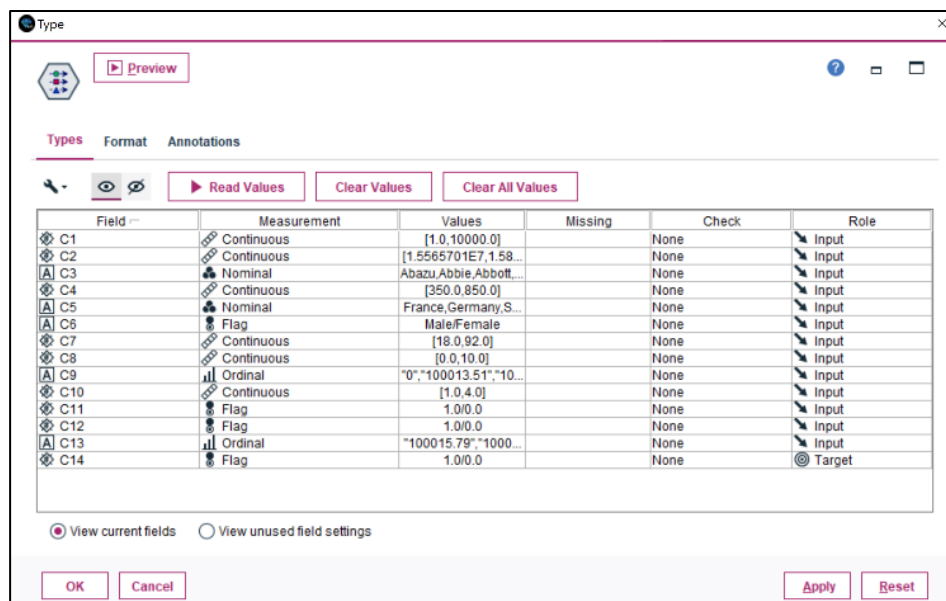 Type
Preview
Types Format Annotations
Read Values Clear Values Clear All Values
Field Measurement Values Missing Check Role
C1 Continuous [1.0,10000.0] None Input
C2 Continuous [1.5565701E7,1.58... None Input
A C3 Nominal Abazu,Abbie,Abbott,... None Input
C4 Continuous [350.0,850.0] None Input
A C5 Nominal France,Germany,S... None Input
A C6 Flag Male/Female None Input
C7 Continuous [18.0,92.0] None Input
C8 Continuous [0.0,10.0] None Input
A C9 Ordinal "0","100013.51","10... None Input
C10 Continuous [1.0,4.0] None Input
C11 Flag 1.0/0.0 None Input
C12 Flag 1.0/0.0 None Input
A C13 Ordinal "100015.79","1000... None Input
C14 Flag 1.0/0.0 None Target
View current fields View unused field settings
OK Cancel Apply Reset